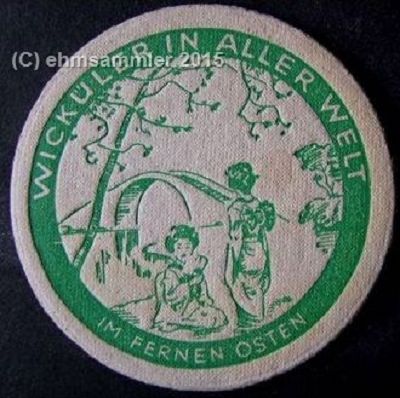 (C) ehmsammler 2015
WICKÜLER IN ALLER WELT
IM FERNEN OSTEN